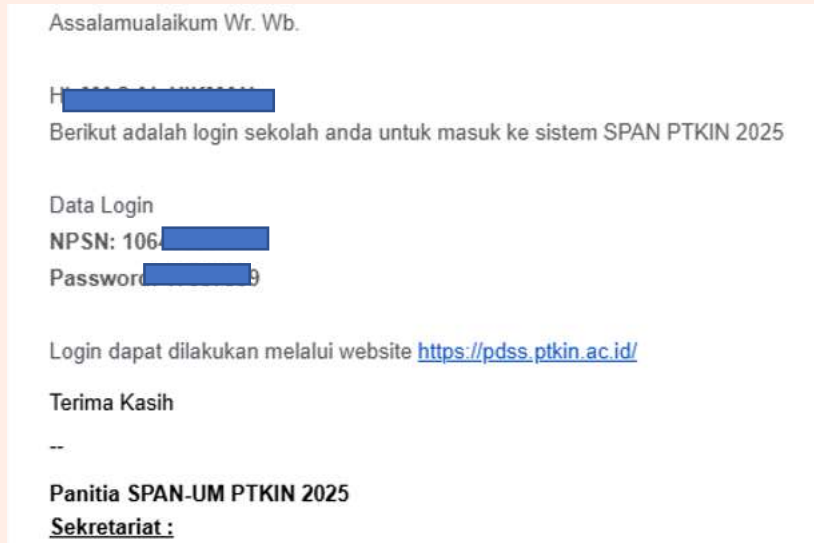 Assalamualaikum Wr. Wb.
Berikut adalah login sekolah anda untuk masuk ke sistem SPAN PTKIN 2025
Data Login
NPSN: 106
Password
Login dapat dilakukan melalui website https://pdss.ptkin.ac.id/
Terima Kasih
--
Panitia SPAN-UM PTKIN 2025
Sekretariat :